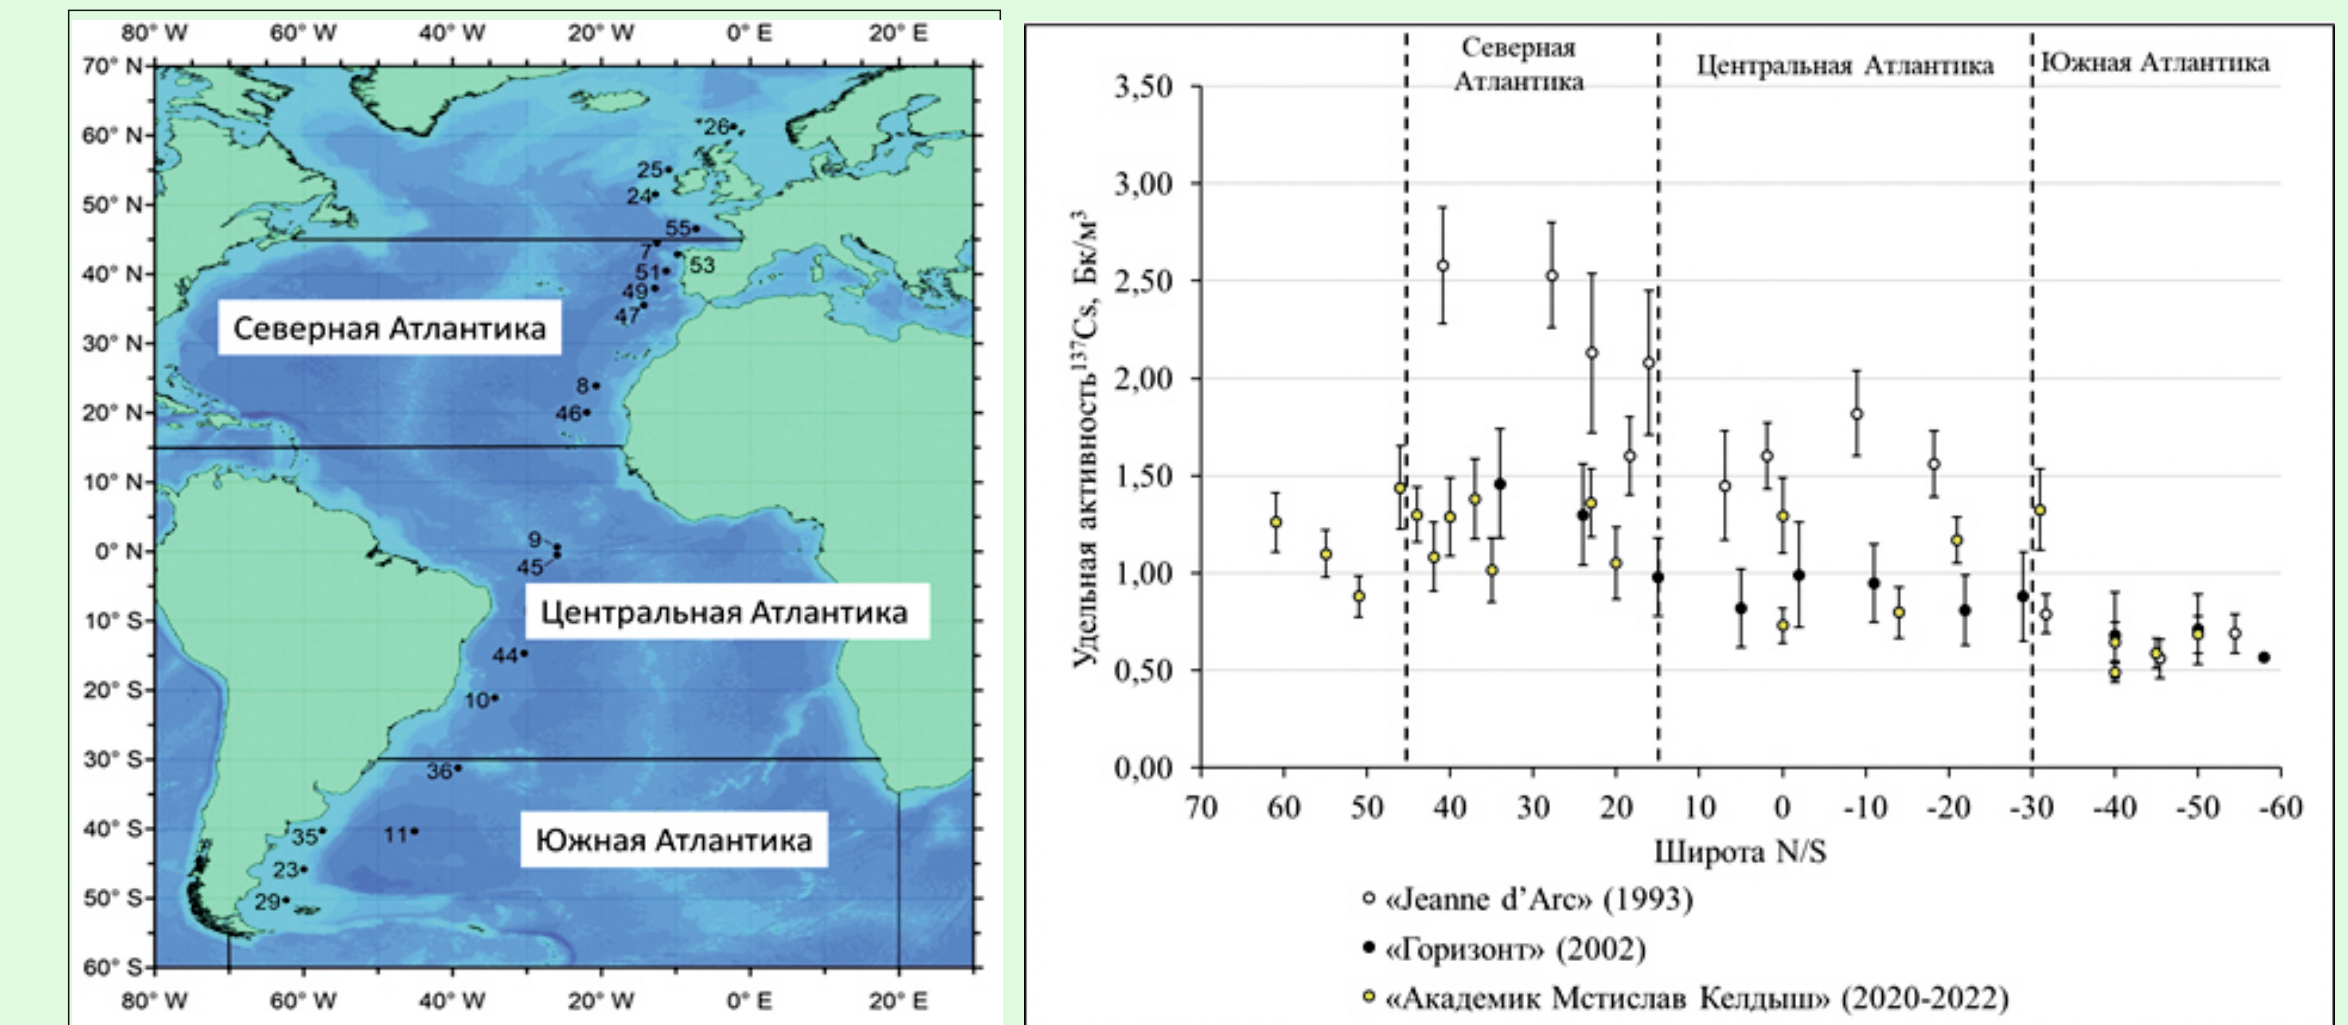 80° W 60° W 40° W 20° W 0° E 20° E
70° N
60° N
50° N
40° N
30° N
20° N
10° N
0° N
10° S
20° S
30° S
40° S
50° S
60° S
26
25
24
55
7
53
51
49
47
Северная Атлантика
8
46
9
45
Центральная Атлантика
44
10
36
35
11
Южная Атлантика
23
29
80° W 60° W 40° W 20° W 0° E 20° E
Северная
Атлантика
Центральная Атлантика
Южная Атлантика
Удельная активность ¹³⁷Cs, Бк/м³
3,50
3,00
2,50
2,00
1,50
1,00
0,50
0,00
70 60 50 40 30 20 10 0 -10 -20 -30 -40 -50 -60
Широта N/S
«Jeanne d’Arc» (1993)
«Горизонт» (2002)
«Академик Мстислав Келдыш» (2020-2022)